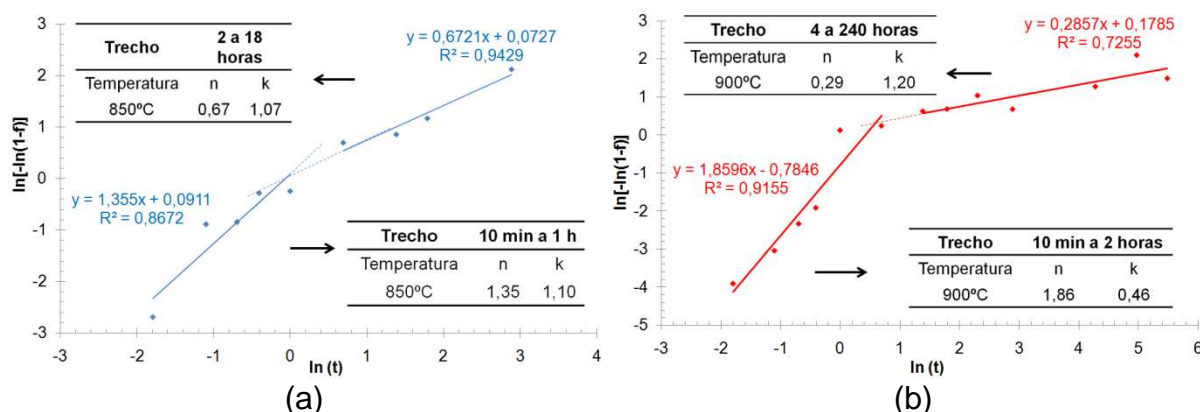 3
2
1
0
-1
-2
-3
-3 -2 -1 0 1 2 3 4
ln[-ln(1-f)]
ln (t)
Trecho 2 a 18 horas
Temperatura n k
850ºC 0,67 1,07
y = 0,6721x + 0,0727
R² = 0,9429
y = 1,355x + 0,0911
R² = 0,8672
Trecho 10 min a 1 h
Temperatura n k
850ºC 1,35 1,10
(a)
3
2
1
0
-1
-2
-3
-4
-5
-3 -2 -1 0 1 2 3 4 5 6
ln[-ln(1-f)]
ln (t)
Trecho 4 a 240 horas
Temperatura n k
900ºC 0,29 1,20
y = 0,2857x + 0,1785
R² = 0,7255
y = 1,8596x - 0,7846
R² = 0,9155
Trecho 10 min a 2 horas
Temperatura n k
900ºC 1,86 0,46
(b)